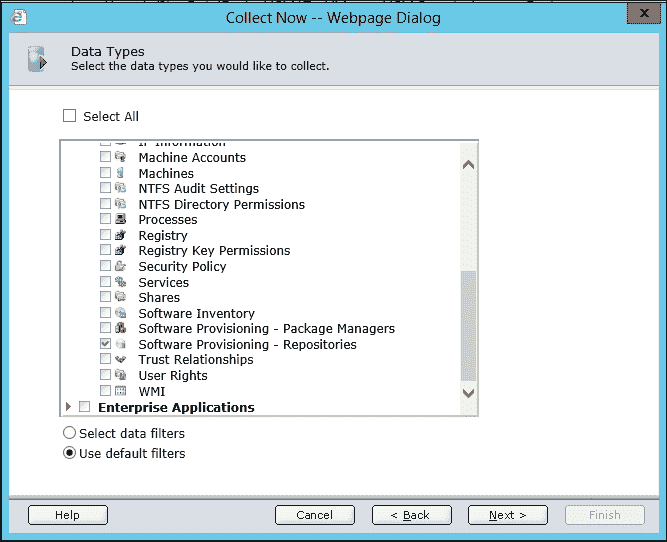 Collect Now -- Webpage Dialog
X
Data Types
Select the data types you would like to collect.
Select All
IP Information
Machine Accounts
Machines
NTFS Audit Settings
NTFS Directory Permissions
Processes
Registry
Registry Key Permissions
Security Policy
Services
Shares
Software Inventory
Software Provisioning - Package Managers
Software Provisioning - Repositories
Trust Relationships
User Rights
WMI
Enterprise Applications
Select data filters
Use default filters
Help
Cancel
< Back
Next >
Finish